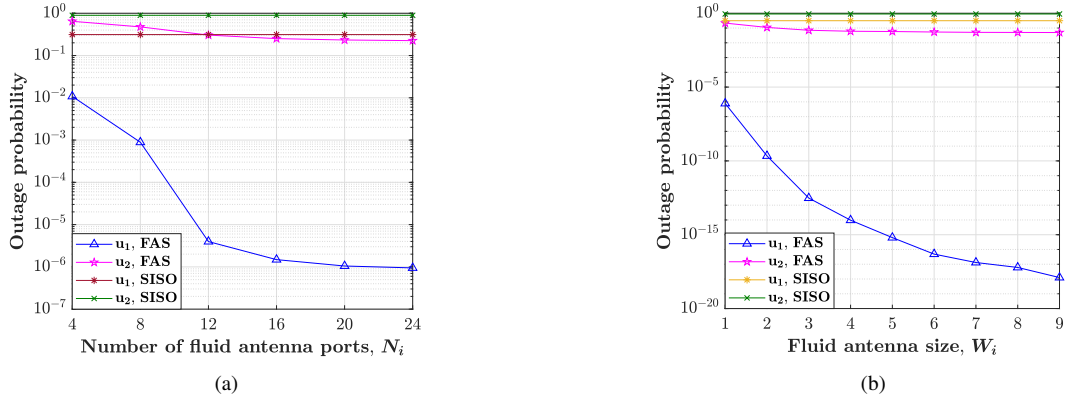 10^0
10^-1
10^-2
10^-3
10^-4
10^-5
10^-6
10^-7
Outage probability
u1, FAS
u2, FAS
u1, SISO
u2, SISO
4 8 12 16 20 24
Number of fluid antenna ports, N_i
(a)
10^0
10^-5
10^-10
10^-15
10^-20
Outage probability
u1, FAS
u2, FAS
u1, SISO
u2, SISO
1 2 3 4 5 6 7 8 9
Fluid antenna size, W_i
(b)